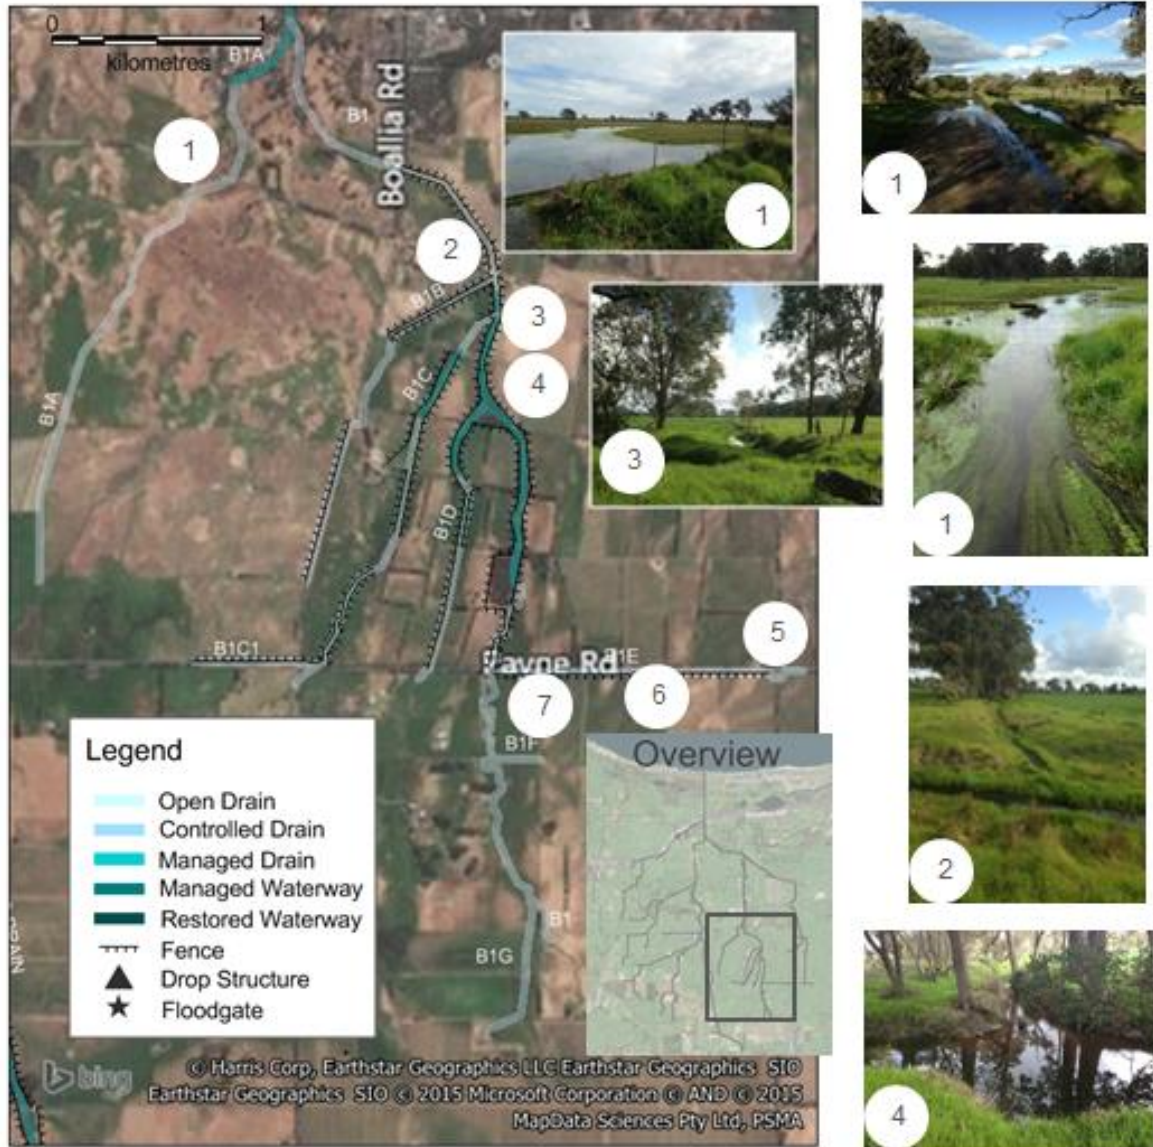 0 1
kilometres
B1A
Boallia Rd
B1
1
1
1
2
B1B
3
4
B1C
3
1
B1A
B1D
2
B1C1
B1E
5
6
7
B1F
Legend
Open Drain
Controlled Drain
Managed Drain
Managed Waterway
Restored Waterway
Fence
Drop Structure
Floodgate
Overview
B1
B1G
4
bing
© Harris Corp, Earthstar Geographics LLC Earthstar Geographics SIO
Earthstar Geographics SIO © 2015 Microsoft Corporation © AND © 2015
MapData Sciences Pty Ltd, PSMA